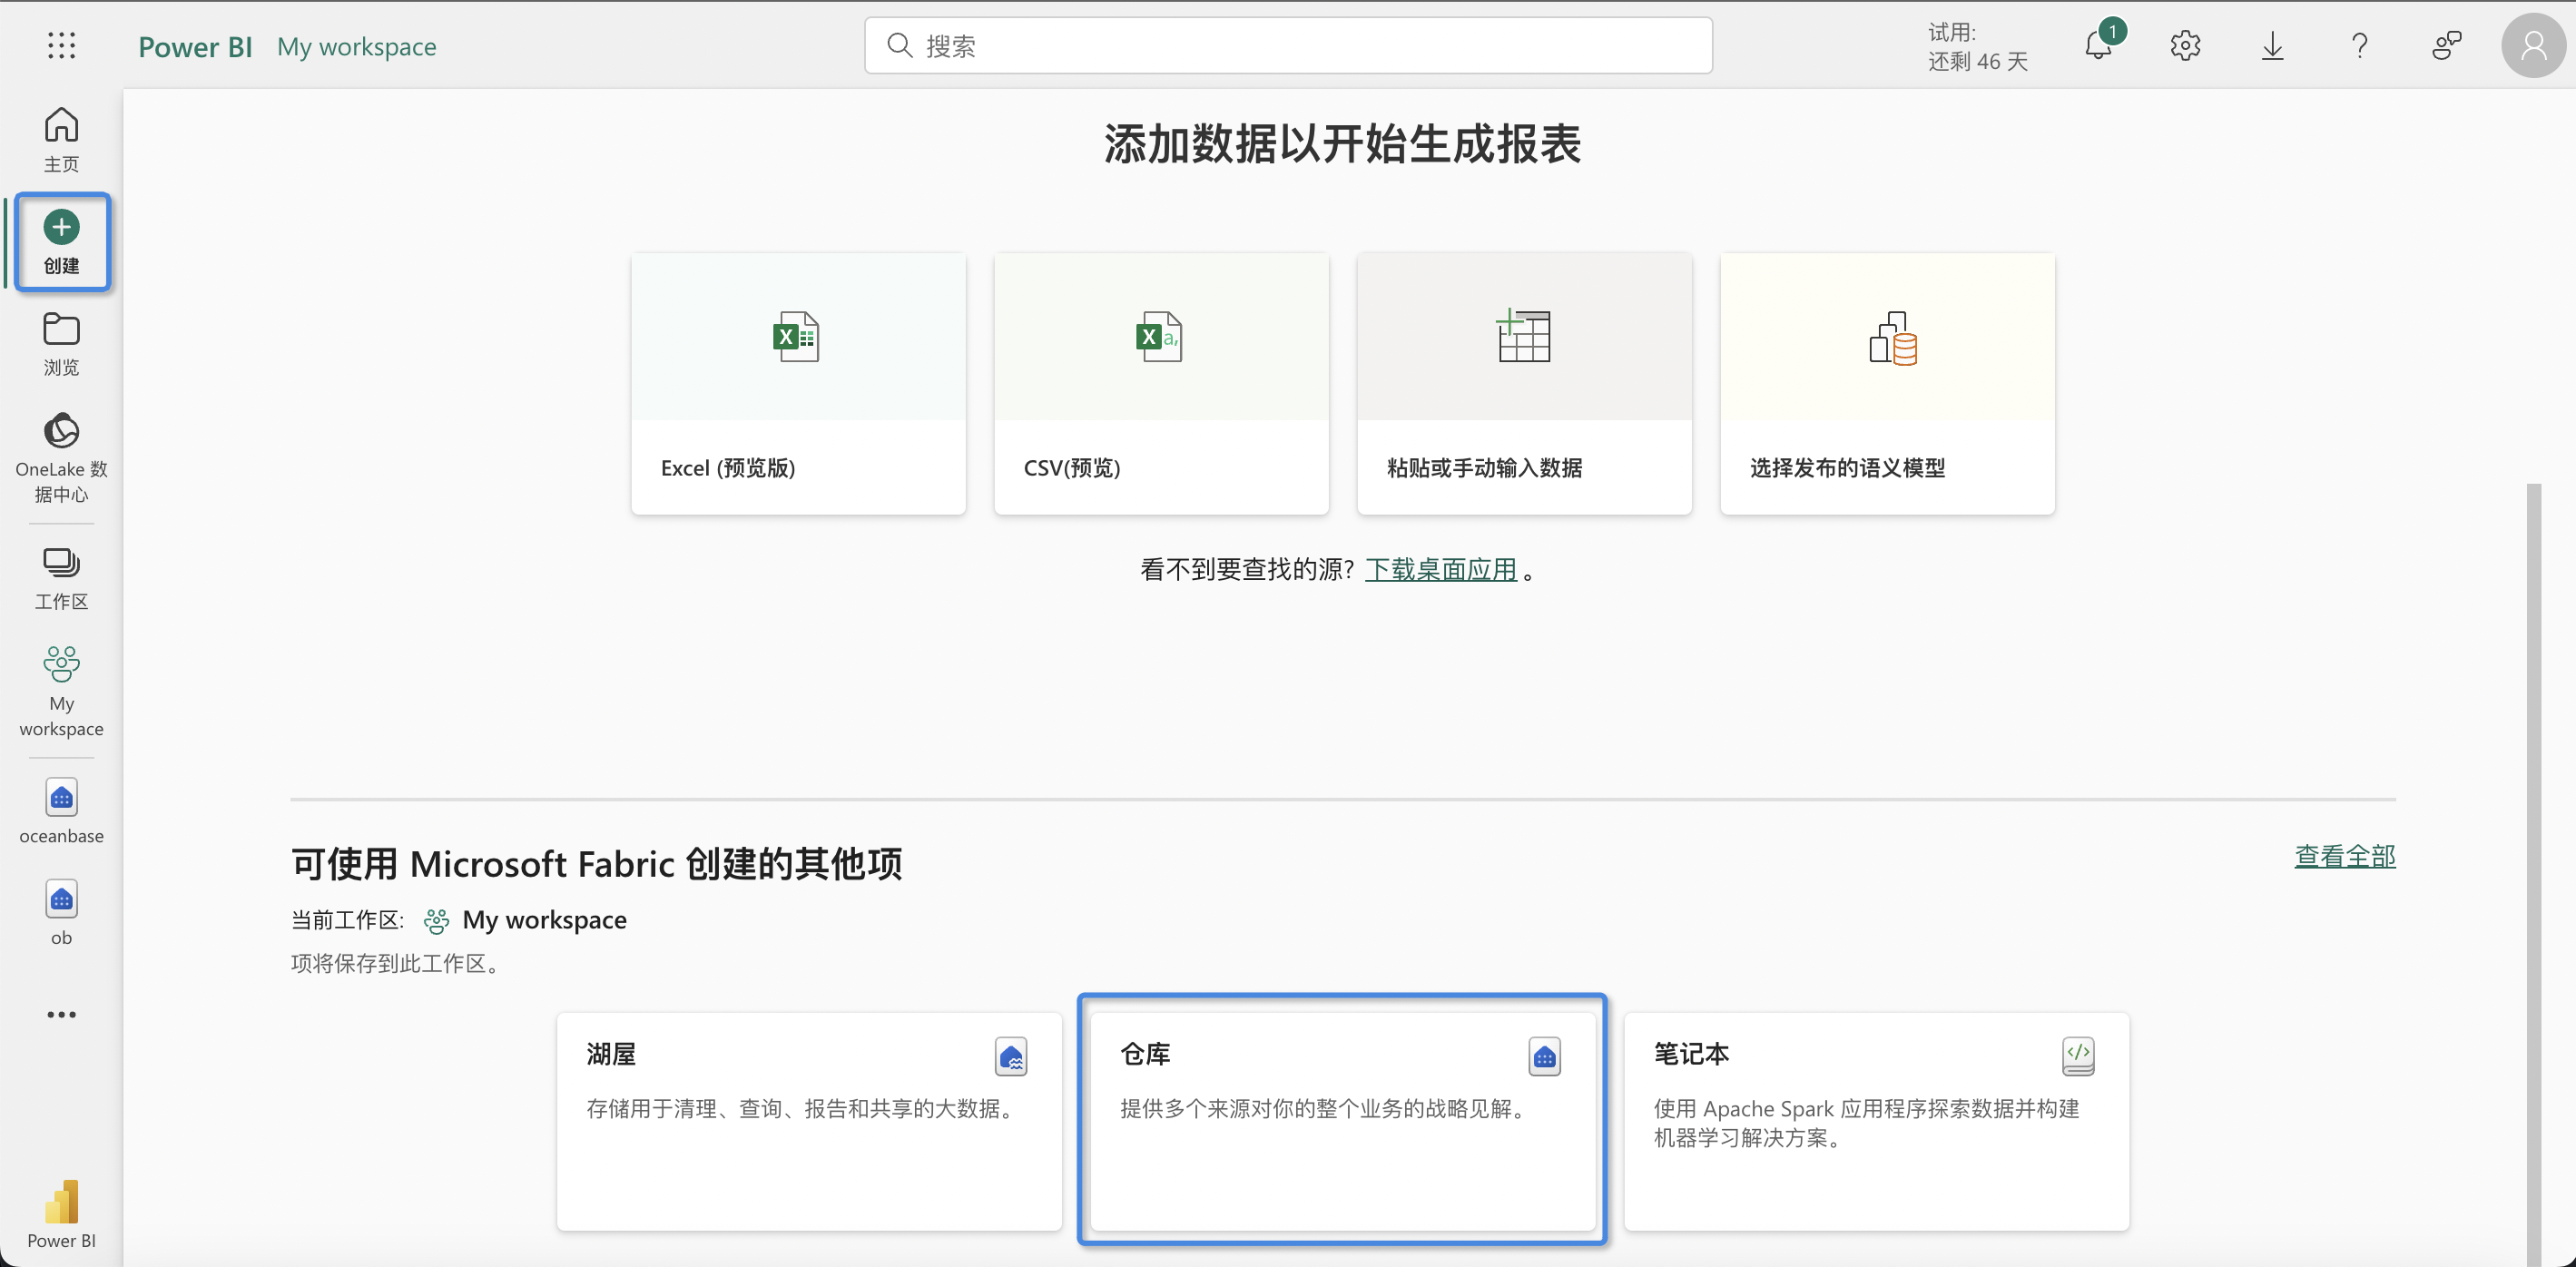 Power BI My workspace
搜索
试用:
还剩 46 天
1
主页
创建
浏览
OneLake 数
据中心
工作区
My
workspace
oceanbase
ob
Power BI
添加数据以开始生成报表
Excel (预览版)
CSV(预览)
粘贴或手动输入数据
选择发布的语义模型
看不到要查找的源? 下载桌面应用 。
可使用 Microsoft Fabric 创建的其他项
查看全部
当前工作区: My workspace
项将保存到此工作区。
湖屋
存储用于清理、查询、报告和共享的大数据。
仓库
提供多个来源对你的整个业务的战略见解。
笔记本
使用 Apache Spark 应用程序探索数据并构建
机器学习解决方案。